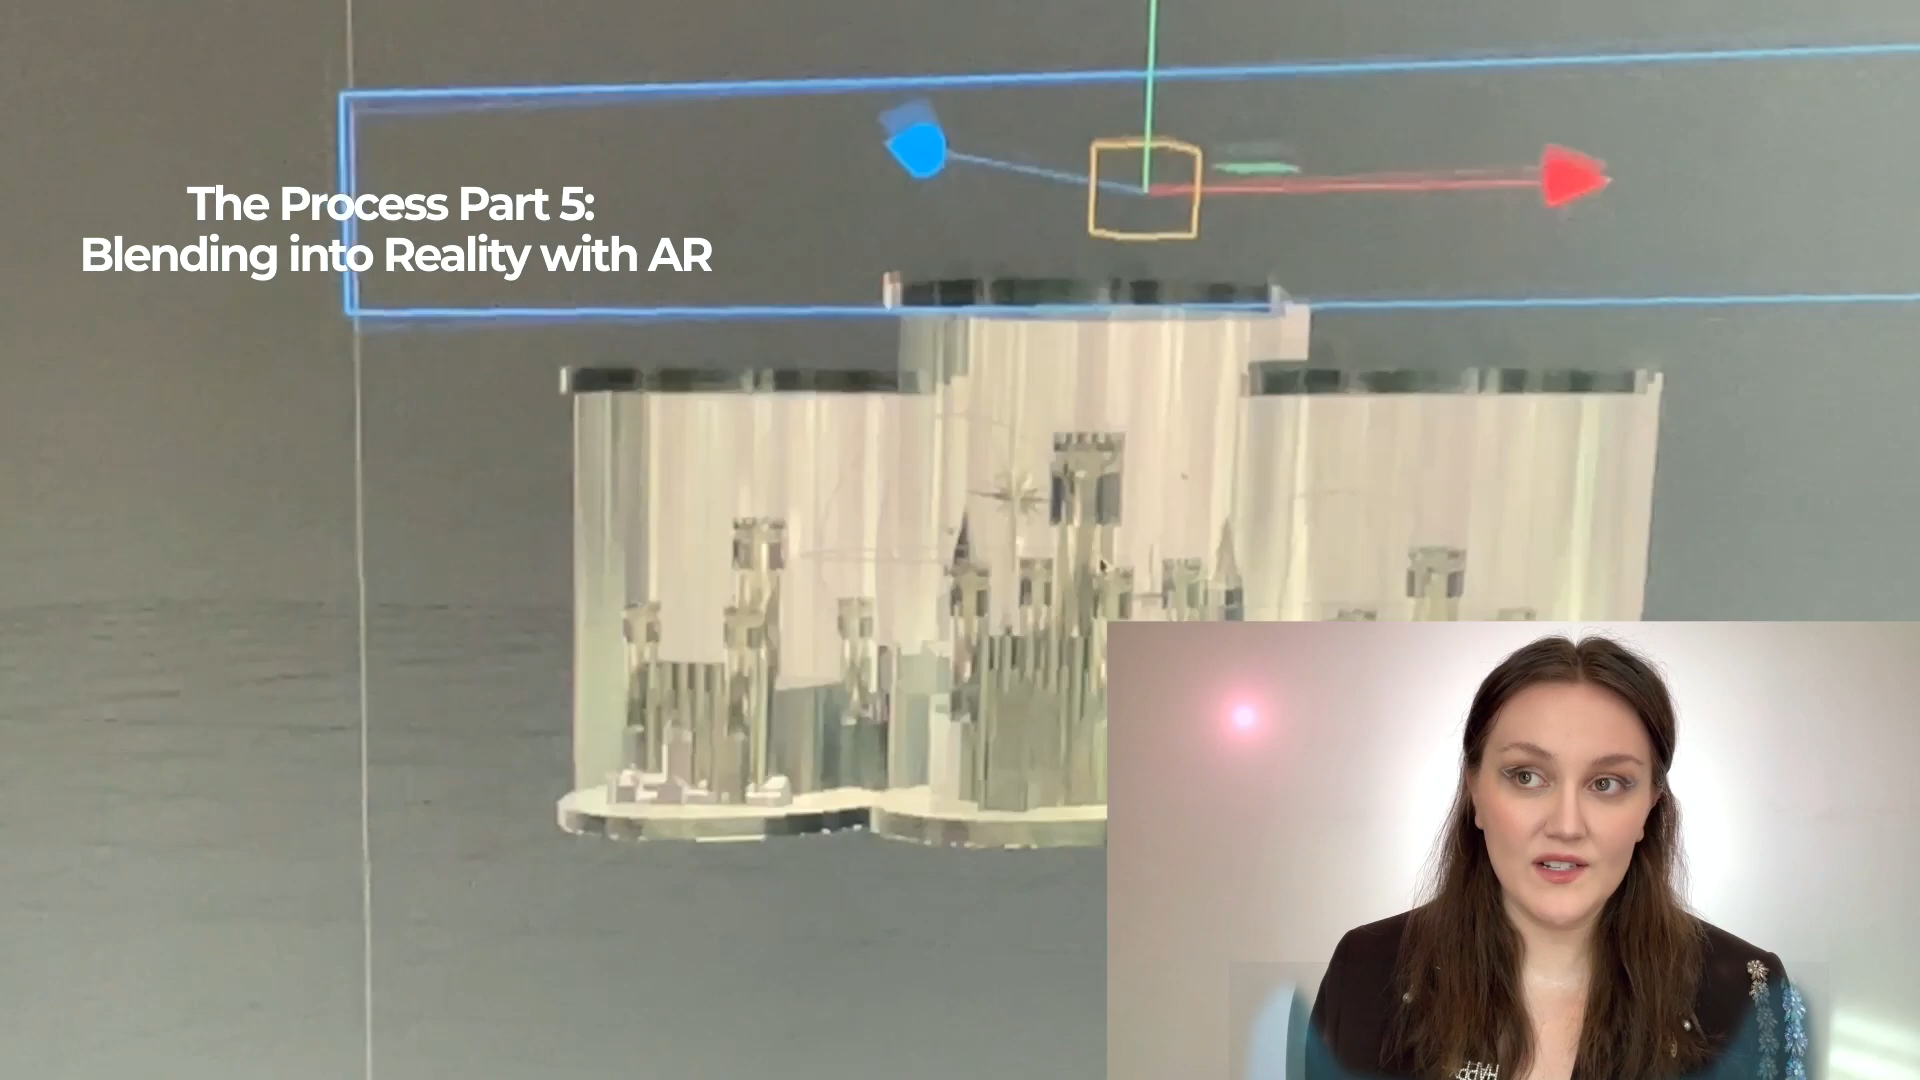 The Process Part 5:
Blending into Reality with AR